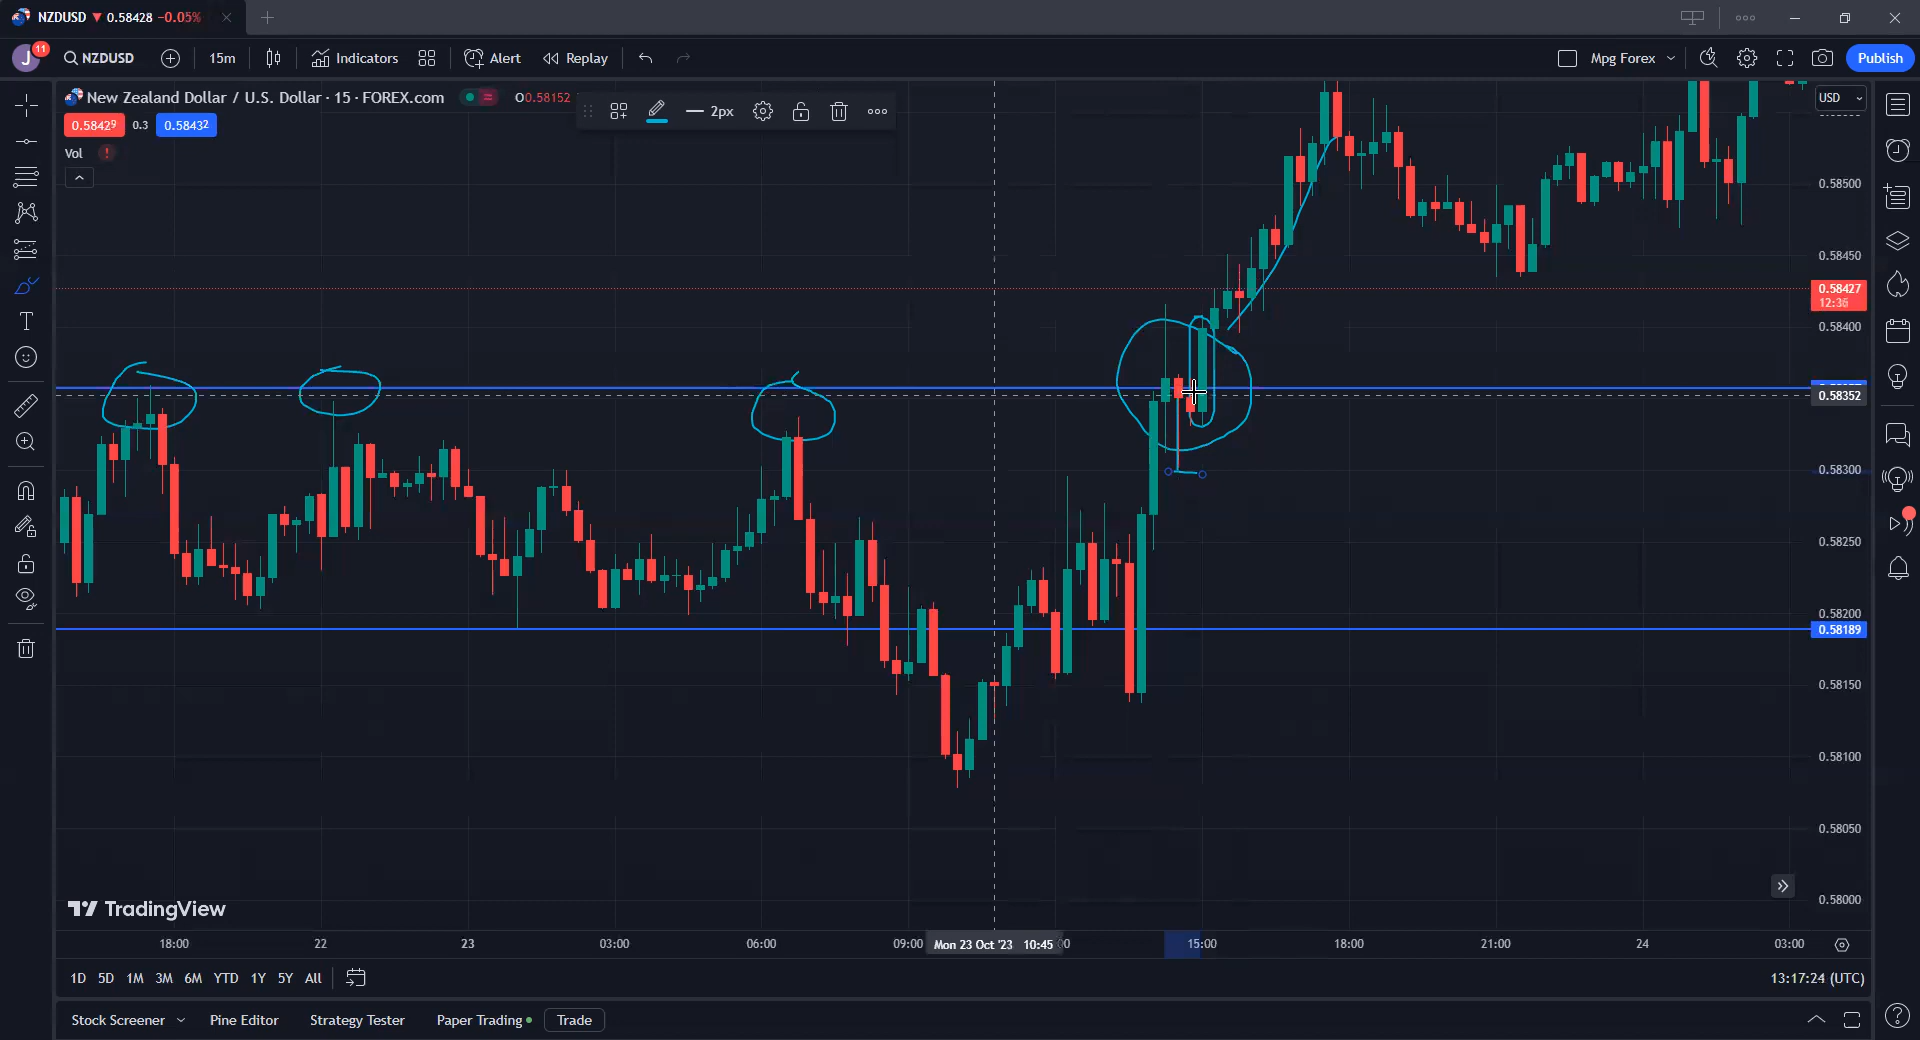 NZDUSD 0.58428 -0.05%
J 11 NZDUSD 15m Indicators Alert Replay Mpg Forex Publish
New Zealand Dollar / U.S. Dollar · 15 · FOREX.com O0.58152 2px USD
0.58429 0.3 0.58432
Vol
0.58500
0.58450
0.58427
12:36
0.58400
0.58352
0.58300
0.58250
0.58200
0.58189
0.58150
0.58100
0.58050
0.58000
TradingView
18:00 22 23 03:00 06:00 09:00 Mon 23 Oct '23 10:45 15:00 18:00 21:00 24 03:00
1D 5D 1M 3M 6M YTD 1Y 5Y All 13:17:24 (UTC)
Stock Screener Pine Editor Strategy Tester Paper Trading Trade